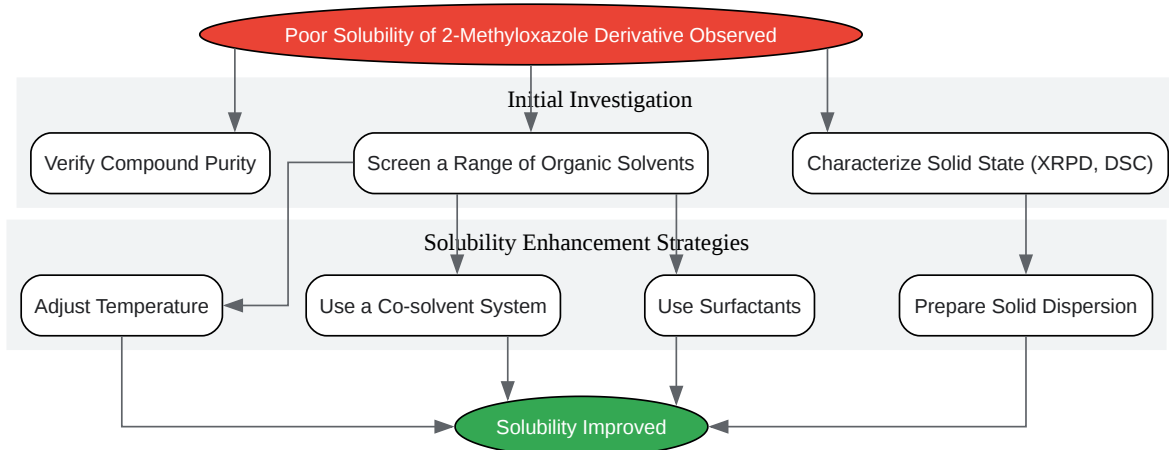 Poor Solubility of 2-Methyloxazole Derivative Observed
Initial Investigation
Verify Compound Purity
Screen a Range of Organic Solvents
Characterize Solid State (XRPD, DSC)
Solubility Enhancement Strategies
Adjust Temperature
Use a Co-solvent System
Use Surfactants
Prepare Solid Dispersion
Solubility Improved